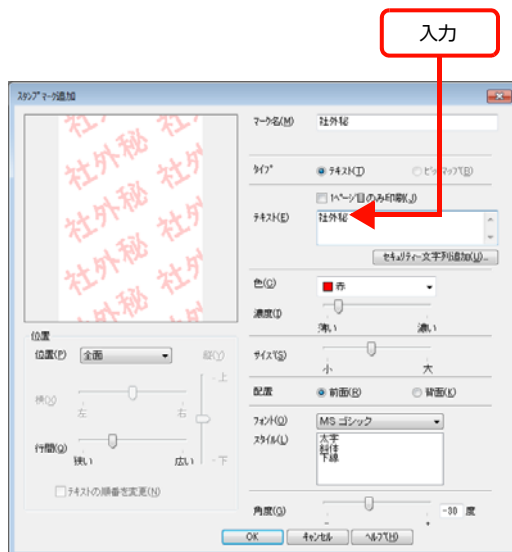 入力
ｽﾀﾝﾌﾟﾏｰｸ追加
社外秘
社外秘 社外
社外秘 社外
社外秘 社外
社外秘 社外
ﾏｰｸ名(M) 社外秘
ﾀｲﾌﾟ ﾃｷｽﾄ(T) ﾋﾞｯﾄﾏｯﾌﾟ(B)
1ﾍﾟｰｼﾞ目のみ印刷(J)
ﾃｷｽﾄ(E) 社外秘
ｾｷｭﾘﾃｨｰ文字列追加(U)...
色(C) 赤
濃度(I)
薄い 濃い
ｻｲｽﾞ(S)
小 大
配置 前面(R) 背面(K)
ﾌｫﾝﾄ(O) MS ゴシック
ｽﾀｲﾙ(L) 太字
斜体
下線
角度(G) -30 度
- +
位置
位置(P) 全面 縦(Y)
上
横(X)
左 右
行間(Q)
狭い 広い 下
ﾃｷｽﾄの順番を変更(N)
OK ｷｬﾝｾﾙ ﾍﾙﾌﾟ(H)